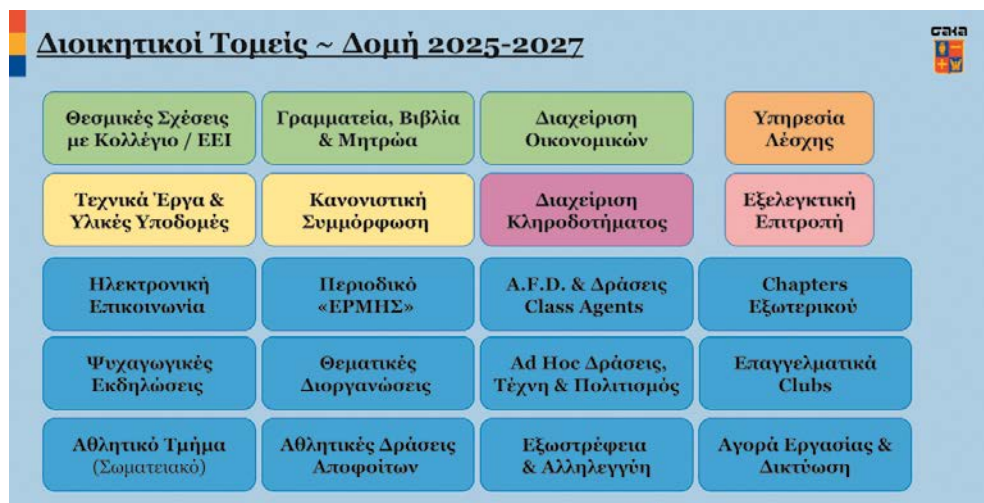 Διοικητικοί Τομείς ~ Δομή 2025-2027
σακα
Θεσμικές Σχέσεις
με Κολλέγιο / ΕΕΙ
Γραμματεία, Βιβλία
& Μητρώα
Διαχείριση
Οικονομικών
Υπηρεσία
Λέσχης
Τεχνικά Έργα &
Υλικές Υποδομές
Κανονιστική
Συμμόρφωση
Διαχείριση
Κληροδοτήματος
Εξελεγκτική
Επιτροπή
Ηλεκτρονική
Επικοινωνία
Περιοδικό
«ΕΡΜΗΣ»
A.F.D. & Δράσεις
Class Agents
Chapters
Εξωτερικού
Ψυχαγωγικές
Εκδηλώσεις
Θεματικές
Διοργανώσεις
Ad Hoc Δράσεις,
Τέχνη & Πολιτισμός
Επαγγελματικά
Clubs
Αθλητικό Τμήμα
(Σωματειακό)
Αθλητικές Δράσεις
Αποφοίτων
Εξωστρέφεια
& Αλληλεγγύη
Αγορά Εργασίας &
Δικτύωση